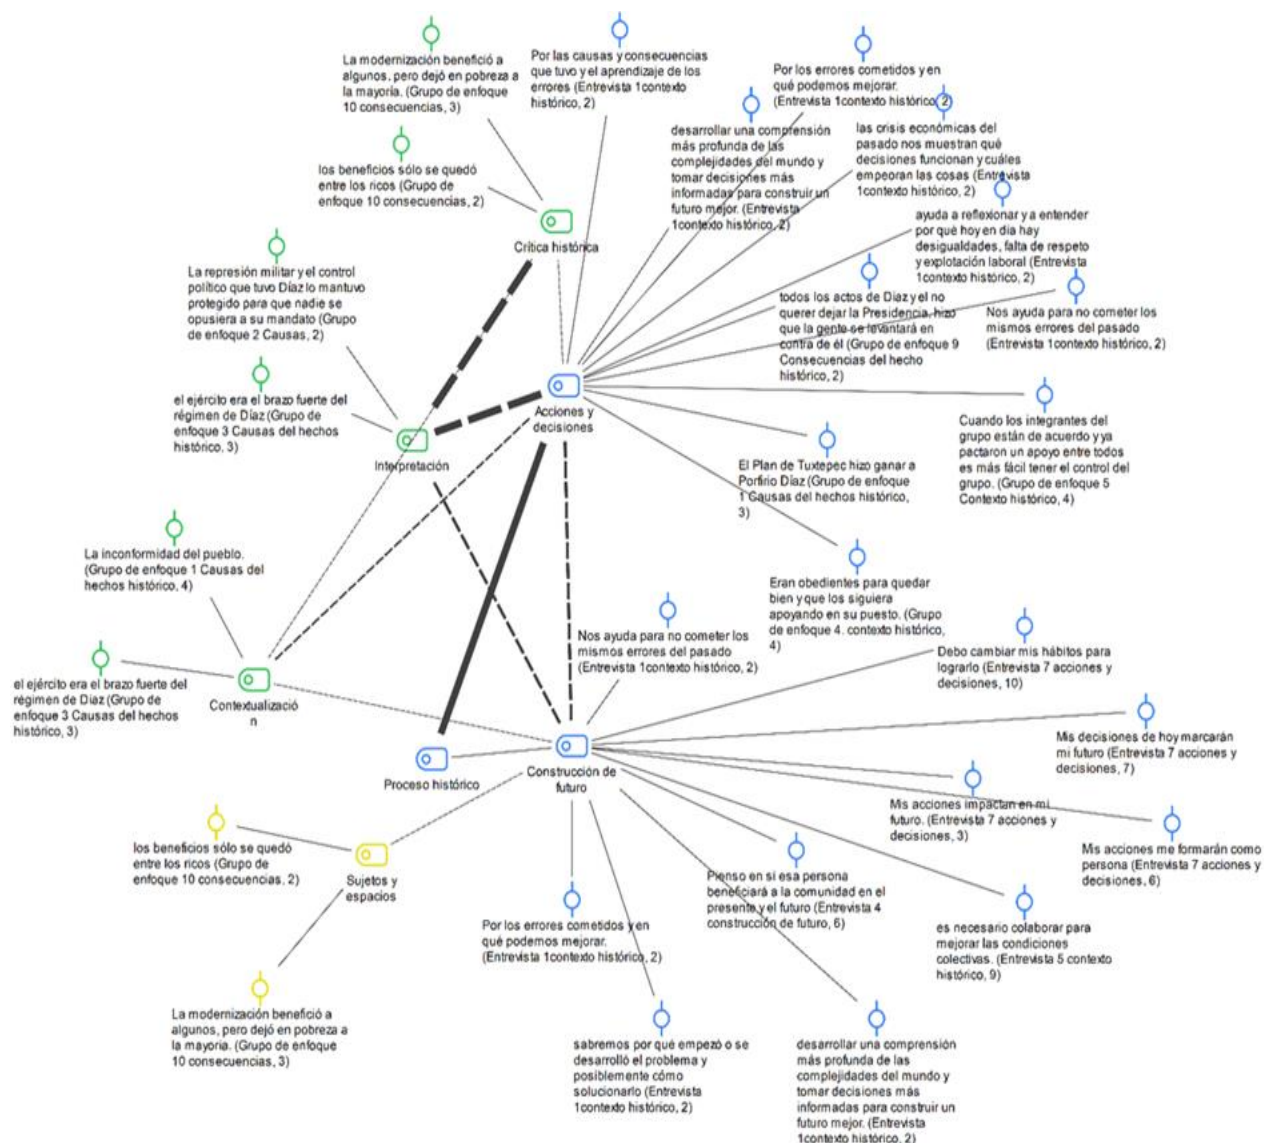 La modernización benefició a
algunos, pero dejó en pobreza a
la mayoría. (Grupo de enfoque
10 consecuencias, 3)
Por las causas y consecuencias
que tuvo y el aprendizaje de los
errores (Entrevista 1contexto
histórico, 2)
Por los errores cometidos y en
qué podemos mejorar.
(Entrevista 1contexto histórico, 2)
desarrollar una comprensión
más profunda de las
complejidades del mundo y
tomar decisiones más
informadas para construir un
futuro mejor. (Entrevista
1contexto histórico, 2)
las crisis económicas del
pasado nos muestran qué
decisiones funcionan y cuáles
empeoran las cosas (Entrevista
1contexto histórico, 2)
los beneficios sólo se quedó
entre los ricos (Grupo de
enfoque 10 consecuencias, 2)
Crítica histórica
ayuda a reflexionar y a entender
por qué hoy en día hay
desigualdades, falta de respeto
y explotación laboral (Entrevista
1contexto histórico, 2)
La represión militar y el control
político que tuvo Díaz lo mantuvo
protegido para que nadie se
opusiera a su mandato (Grupo
de enfoque 2 Causas, 2)
todos los actos de Díaz y el no
querer dejar la Presidencia, hizo
que la gente se levantará en
contra de él (Grupo de enfoque 9
Consecuencias del hecho
histórico, 2)
Nos ayuda para no cometer los
mismos errores del pasado
(Entrevista 1contexto histórico, 2)
el ejército era el brazo fuerte del
régimen de Díaz (Grupo de
enfoque 3 Causas del hechos
histórico, 3)
Interpretación
Acciones y
decisiones
Cuando los integrantes del
grupo están de acuerdo y ya
pactaron un apoyo entre todos
es más fácil tener el control del
grupo. (Grupo de enfoque 5
Contexto histórico, 4)
El Plan de Tuxtepec hizo ganar a
Porfirio Díaz (Grupo de enfoque
1 Causas del hechos histórico,
3)
La inconformidad del pueblo.
(Grupo de enfoque 1 Causas del
hechos histórico, 4)
Eran obedientes para quedar
bien y que los siguiera
apoyando en su puesto. (Grupo
de enfoque 4. contexto histórico,
4)
Nos ayuda para no cometer los
mismos errores del pasado
(Entrevista 1contexto histórico, 2)
Debo cambiar mis hábitos para
lograrlo (Entrevista 7 acciones y
decisiones, 10)
el ejército era el brazo fuerte del
régimen de Díaz (Grupo de
enfoque 3 Causas del hechos
histórico, 3)
Contextualizació
n
Mis decisiones de hoy marcarán
mi futuro (Entrevista 7 acciones y
decisiones, 7)
Proceso histórico
Construcción de
futuro
Mis acciones impactan en mi
futuro. (Entrevista 7 acciones y
decisiones, 3)
Mis acciones me formarán como
persona (Entrevista 7 acciones y
decisiones, 6)
los beneficios sólo se quedó
entre los ricos (Grupo de
enfoque 10 consecuencias, 2)
Sujetos y
espacios
Pienso en si esa persona
beneficiará a la comunidad en el
presente y el futuro (Entrevista 4
construcción de futuro, 6)
Por los errores cometidos y en
qué podemos mejorar.
(Entrevista 1contexto histórico, 2)
es necesario colaborar para
mejorar las condiciones
colectivas. (Entrevista 5 contexto
histórico, 9)
La modernización benefició a
algunos, pero dejó en pobreza a
la mayoría. (Grupo de enfoque
10 consecuencias, 3)
sabremos por qué empezó o se
desarrolló el problema y
posiblemente cómo
solucionarlo (Entrevista
1contexto histórico, 2)
desarrollar una comprensión
más profunda de las
complejidades del mundo y
tomar decisiones más
informadas para construir un
futuro mejor. (Entrevista
1contexto histórico, 2)